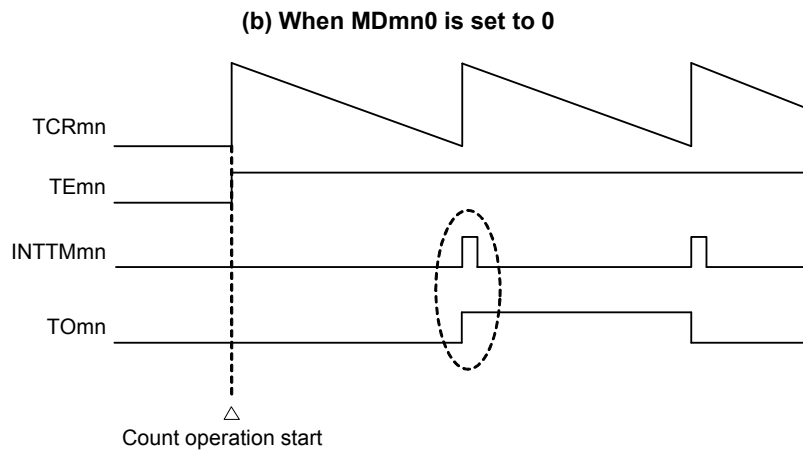 (b) When MDmn0 is set to 0
TCRmn
TEmn
INTTMmn
TOmn
Count operation start